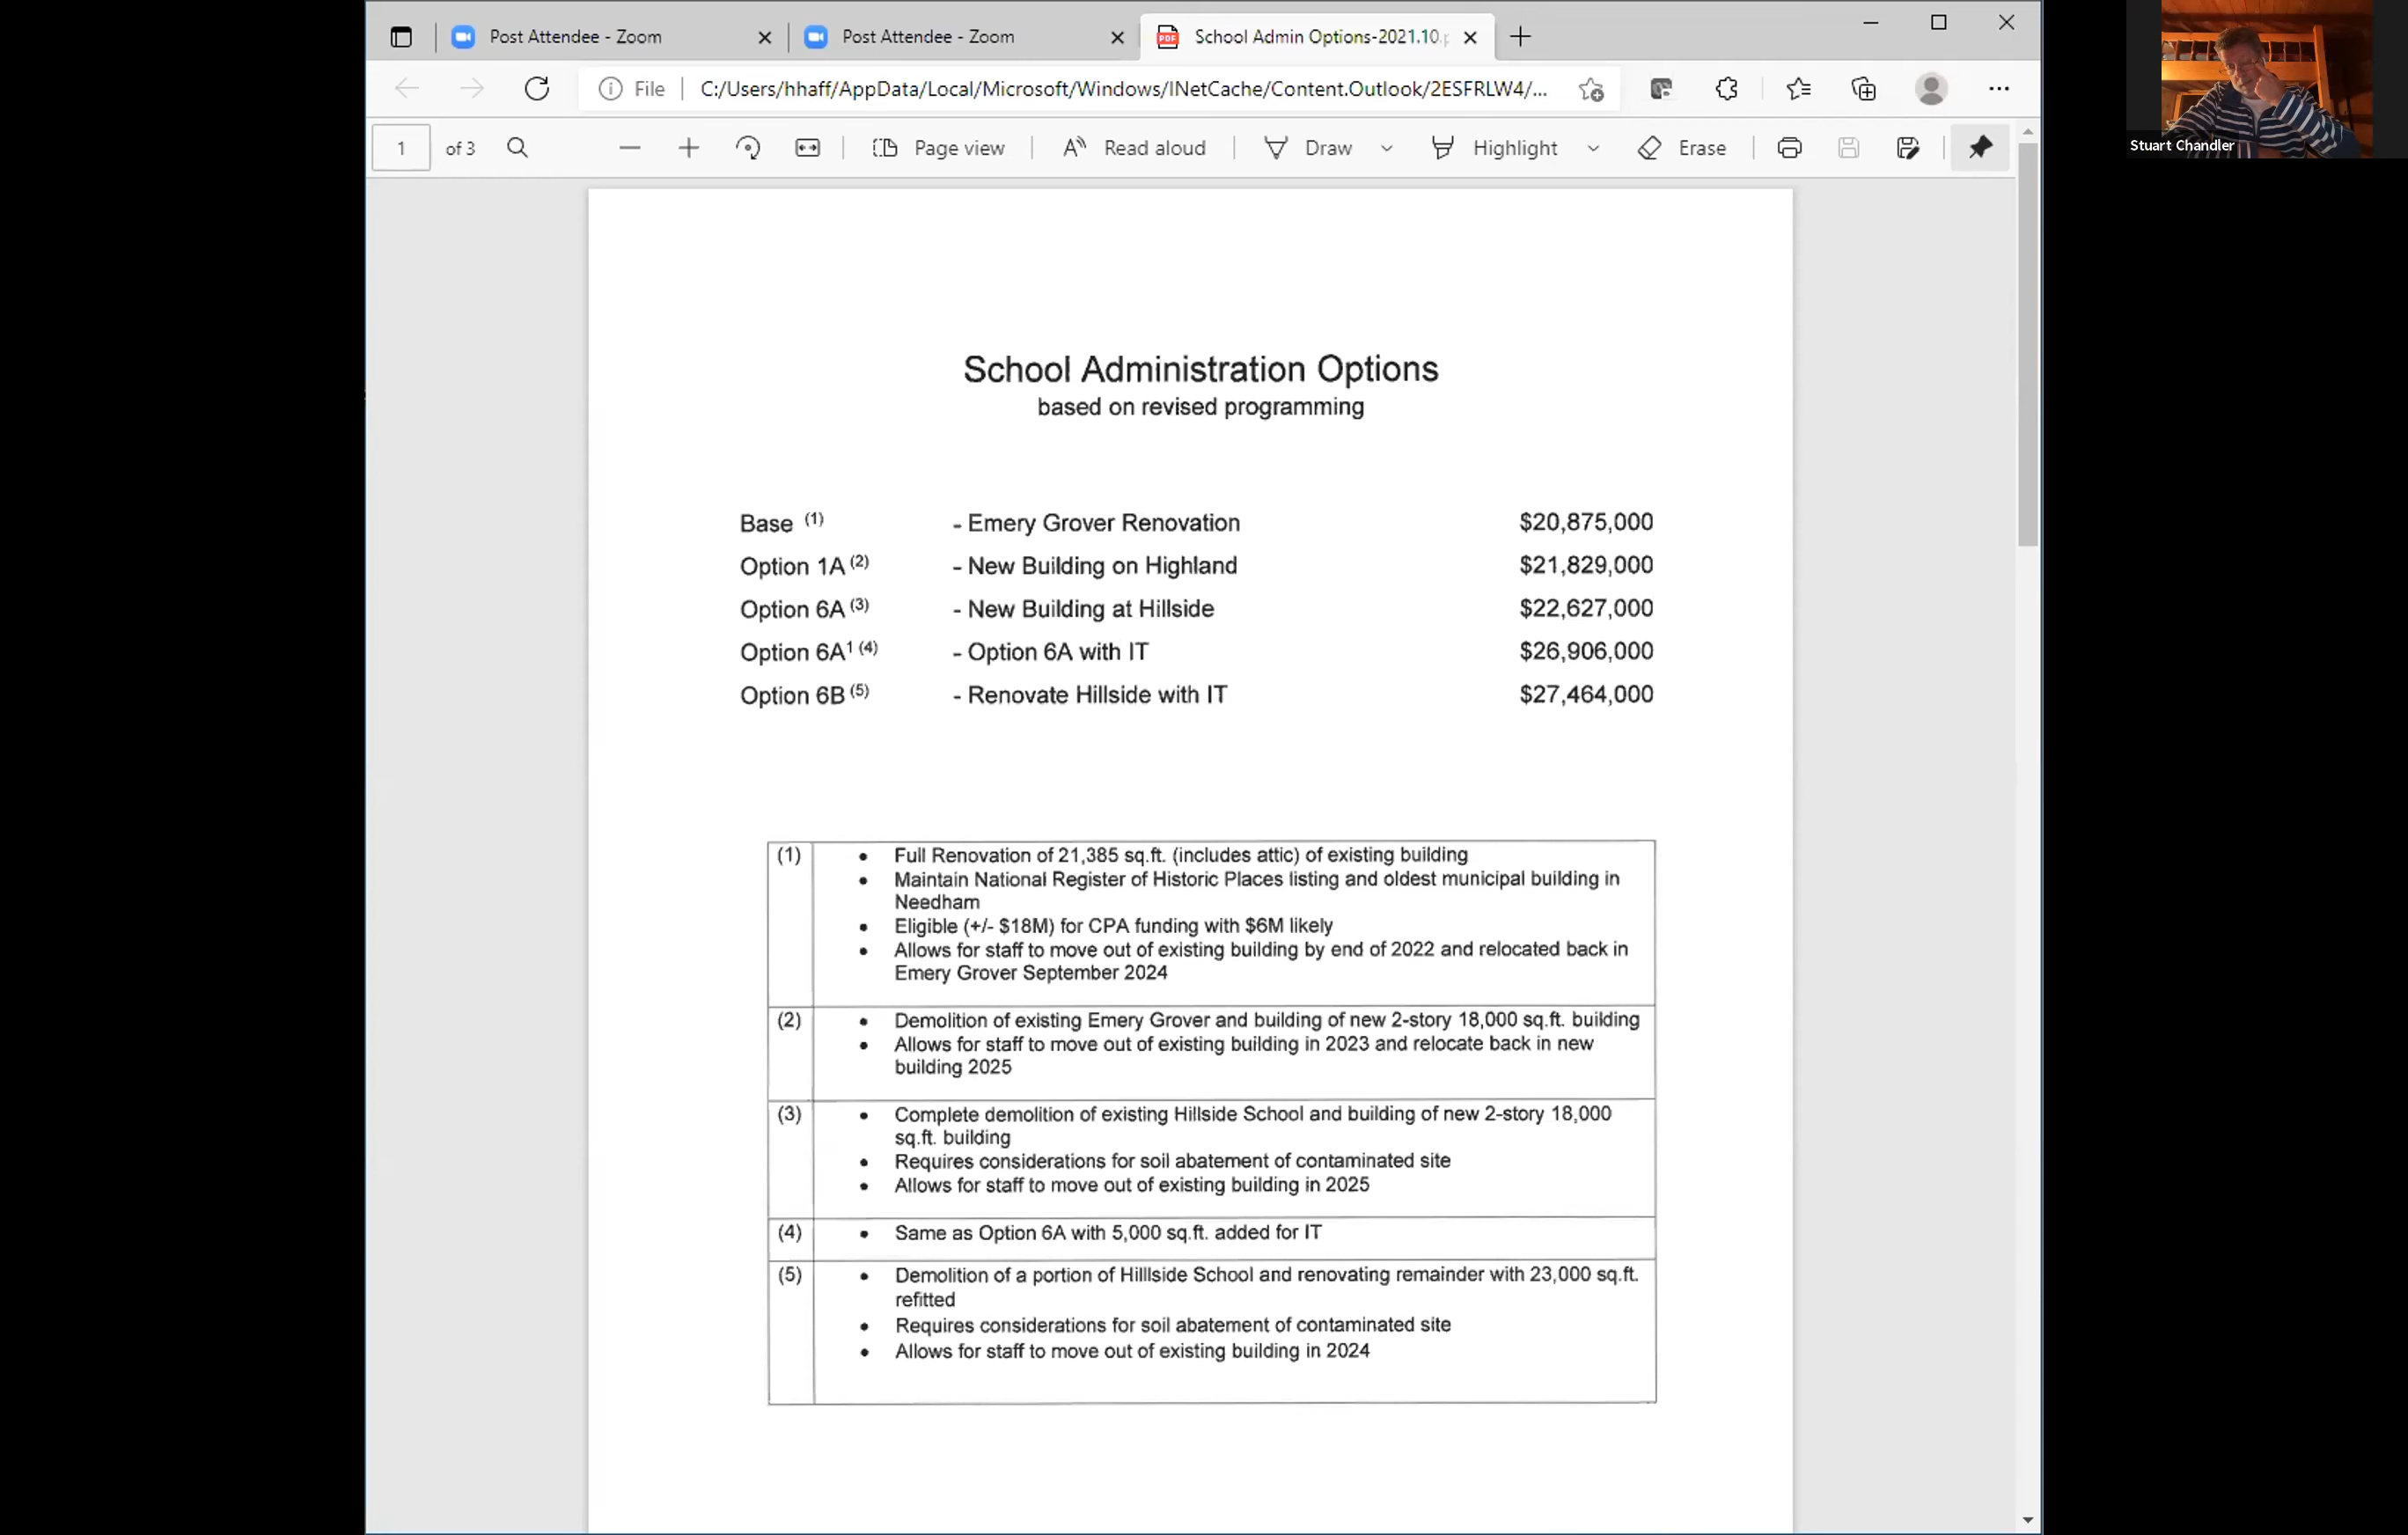 Post Attendee - Zoom
Post Attendee - Zoom
School Admin Options-2021.10.p
File
C:/Users/hhaff/AppData/Local/Microsoft/Windows/INetCache/Content.Outlook/2ESFRLW4/...
1 of 3
Page view
Read aloud
Draw
Highlight
Erase
Stuart Chandler
School Administration Options
based on revised programming
Base (1) - Emery Grover Renovation $20,875,000
Option 1A (2) - New Building on Highland $21,829,000
Option 6A (3) - New Building at Hillside $22,627,000
Option 6A1 (4) - Option 6A with IT $26,906,000
Option 6B (5) - Renovate Hillside with IT $27,464,000
(1) • Full Renovation of 21,385 sq.ft. (includes attic) of existing building
• Maintain National Register of Historic Places listing and oldest municipal building in
Needham
• Eligible (+/- $18M) for CPA funding with $6M likely
• Allows for staff to move out of existing building by end of 2022 and relocated back in
Emery Grover September 2024
(2) • Demolition of existing Emery Grover and building of new 2-story 18,000 sq.ft. building
• Allows for staff to move out of existing building in 2023 and relocate back in new
building 2025
(3) • Complete demolition of existing Hillside School and building of new 2-story 18,000
sq.ft. building
• Requires considerations for soil abatement of contaminated site
• Allows for staff to move out of existing building in 2025
(4) • Same as Option 6A with 5,000 sq.ft. added for IT
(5) • Demolition of a portion of Hilllside School and renovating remainder with 23,000 sq.ft.
refitted
• Requires considerations for soil abatement of contaminated site
• Allows for staff to move out of existing building in 2024